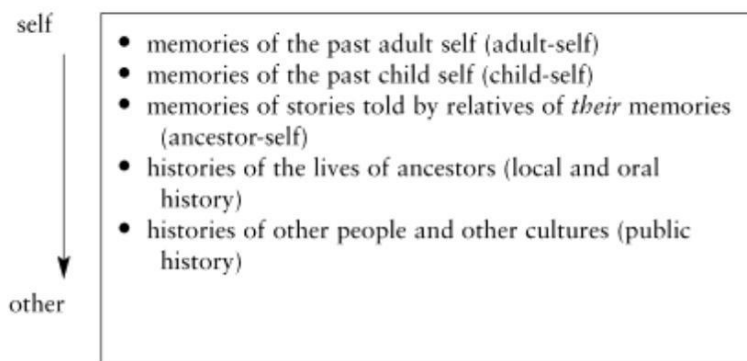 self
• memories of the past adult self (adult-self)
• memories of the past child self (child-self)
• memories of stories told by relatives of their memories
(ancestor-self)
• histories of the lives of ancestors (local and oral
history)
• histories of other people and other cultures (public
history)
other